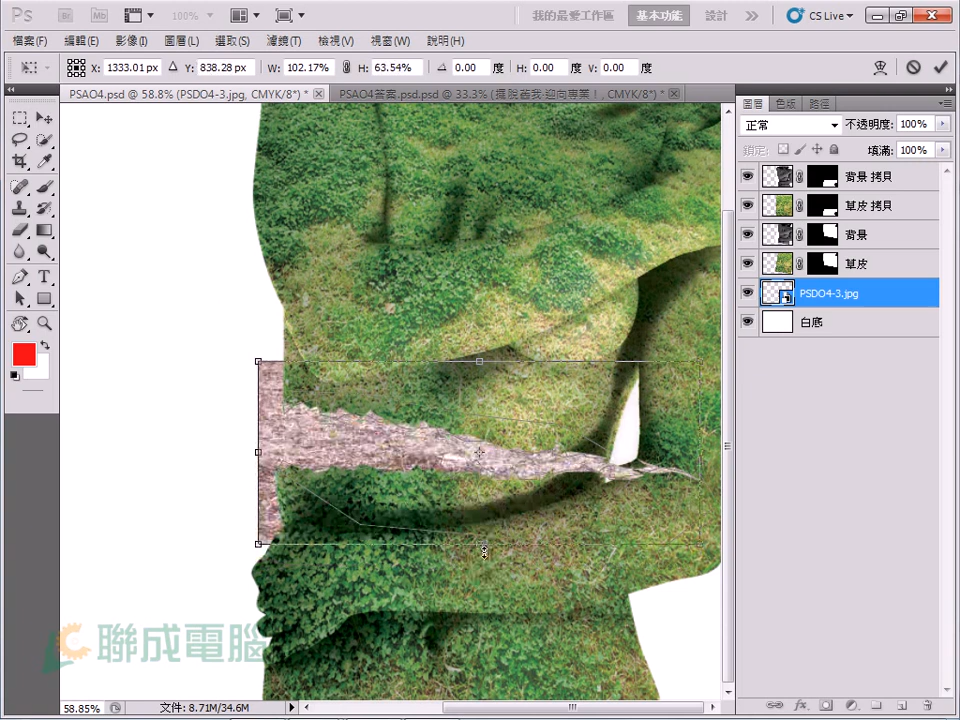 Ps Br Mb 100% 我的最愛工作區 基本功能 設計 CS Live
檔案(F) 編輯(E) 影像(I) 圖層(L) 選取(S) 濾鏡(T) 檢視(V) 視窗(W) 說明(H)
X: 1333.01 px Y: 838.28 px W: 102.17% H: 63.54% 0.00 度 H: 0.00 度 V: 0.00 度
PSAO4.psd @ 58.8% (PSDO4-3.jpg, CMYK/8*) * PSAO4答案.psd.psd @ 33.3% (擺脫舊我‧迎向專業！, CMYK/8*) *
圖層 色版 路徑
正常 不透明度: 100%
鎖定: 填滿: 100%
背景 拷貝
草皮 拷貝
背景
草皮
PSDO4-3.jpg
白底
聯成電腦
58.85% 文件: 8.71M/34.6M